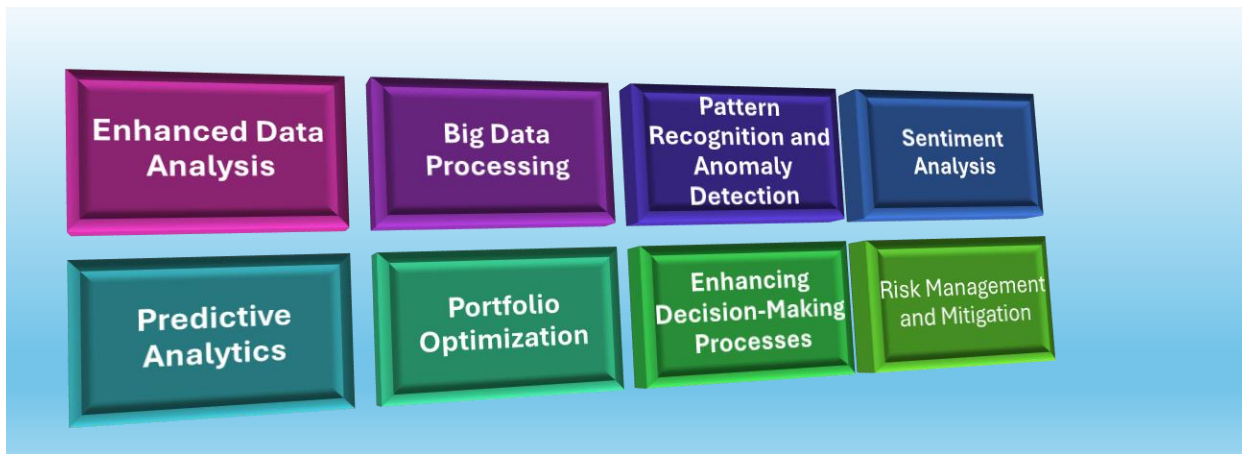 Enhanced Data
Analysis
Big Data
Processing
Pattern
Recognition and
Anomaly
Detection
Sentiment
Analysis
Predictive
Analytics
Portfolio
Optimization
Enhancing
Decision-Making
Processes
Risk Management
and Mitigation